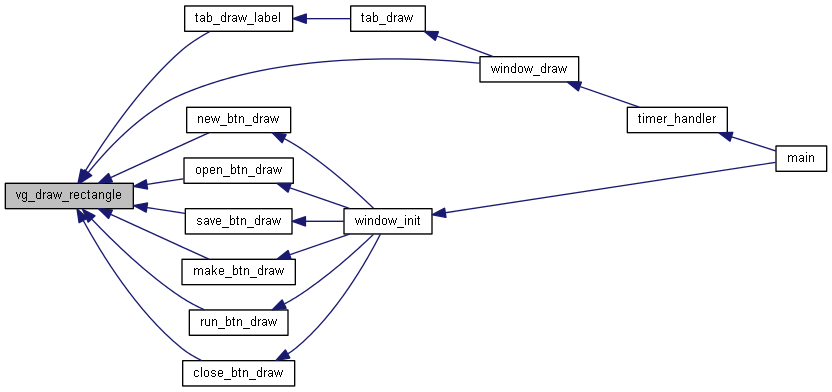 tab_draw_label
tab_draw
window_draw
new_btn_draw
timer_handler
main
open_btn_draw
vg_draw_rectangle
save_btn_draw
window_init
make_btn_draw
run_btn_draw
close_btn_draw